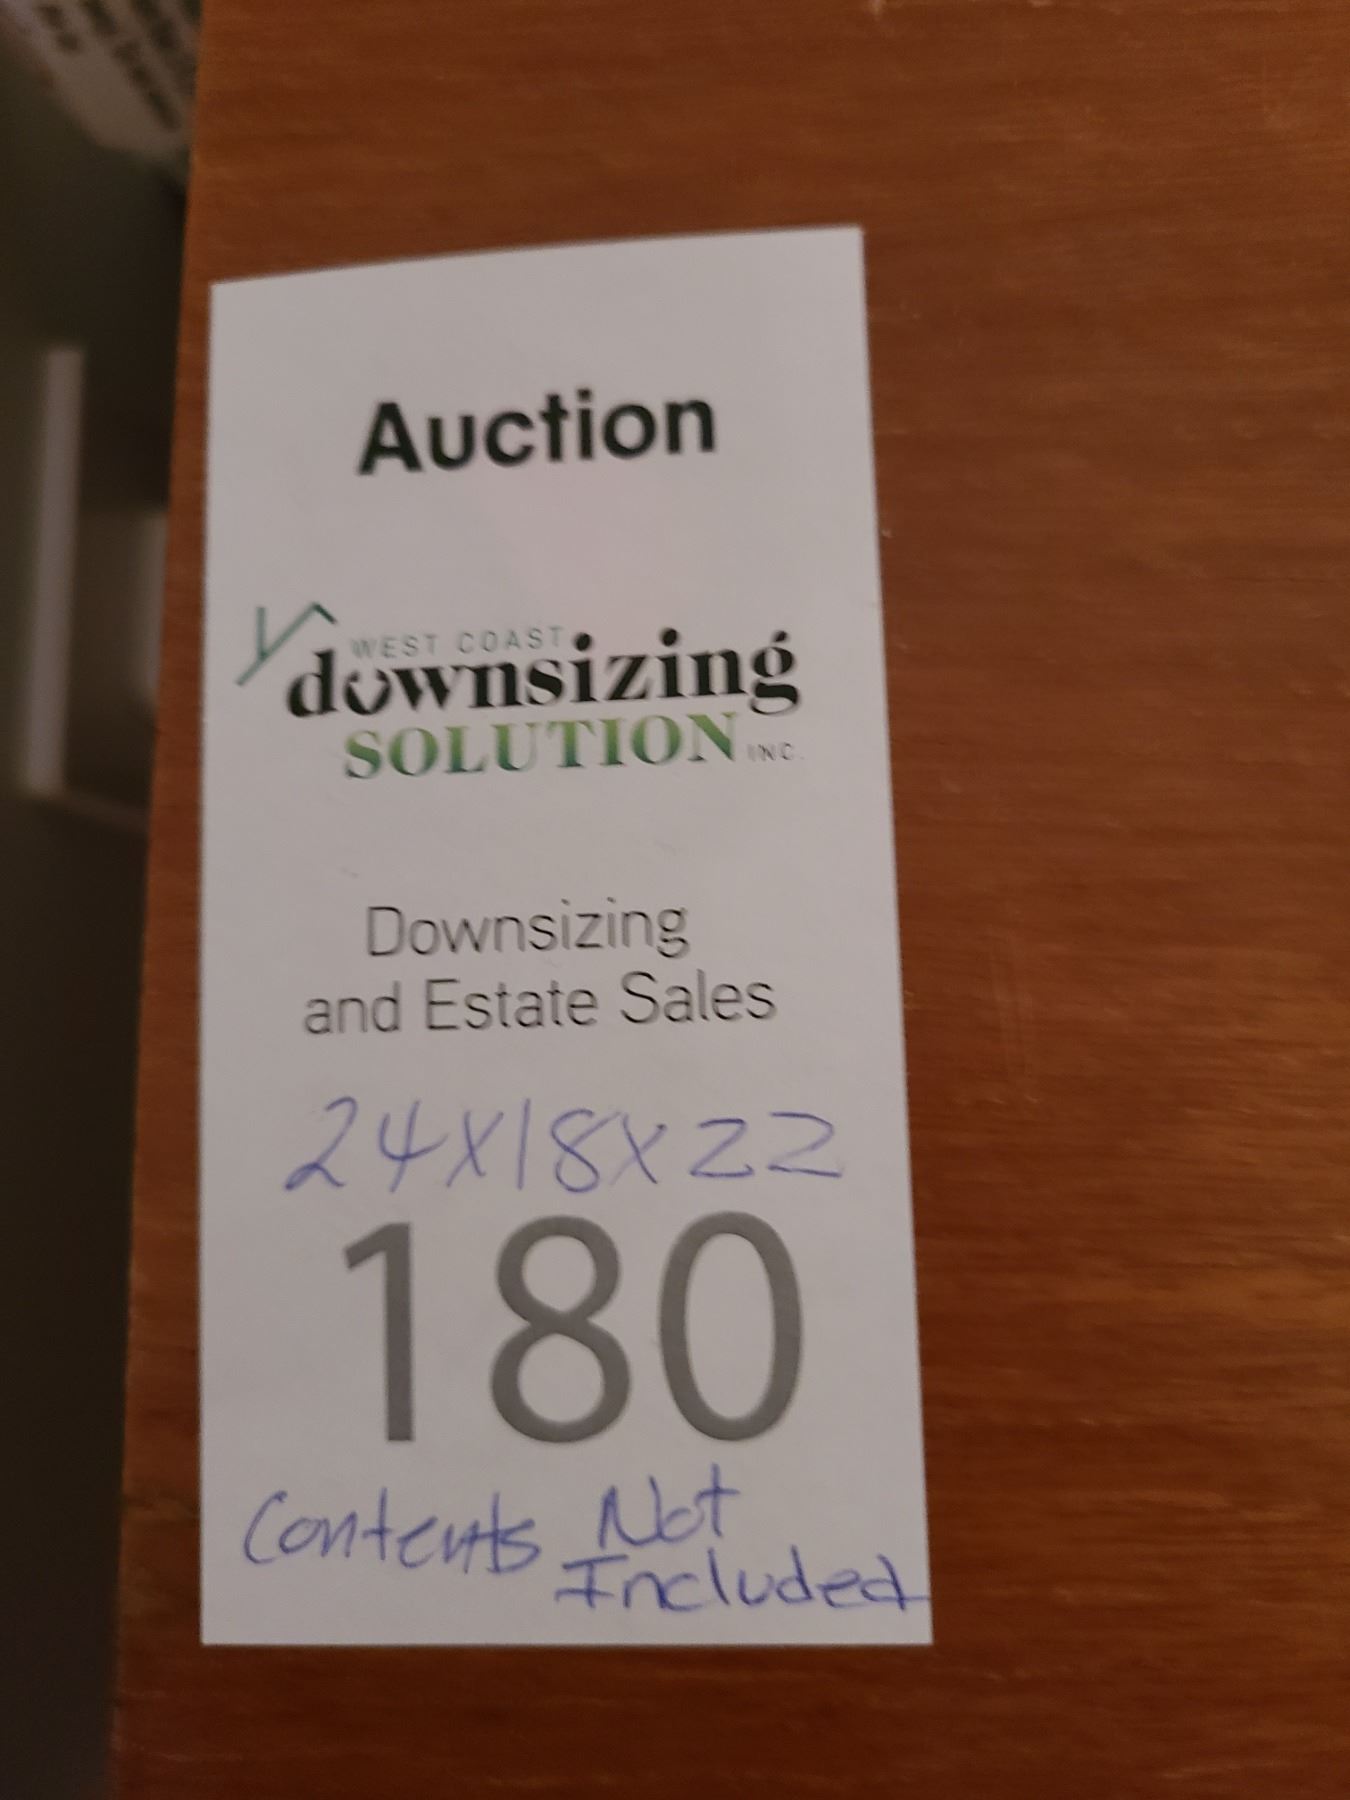 Auction
WEST COAST
downsizing
SOLUTION INC.
Downsizing
and Estate Sales
24x18x22
180
Contents Not
Included